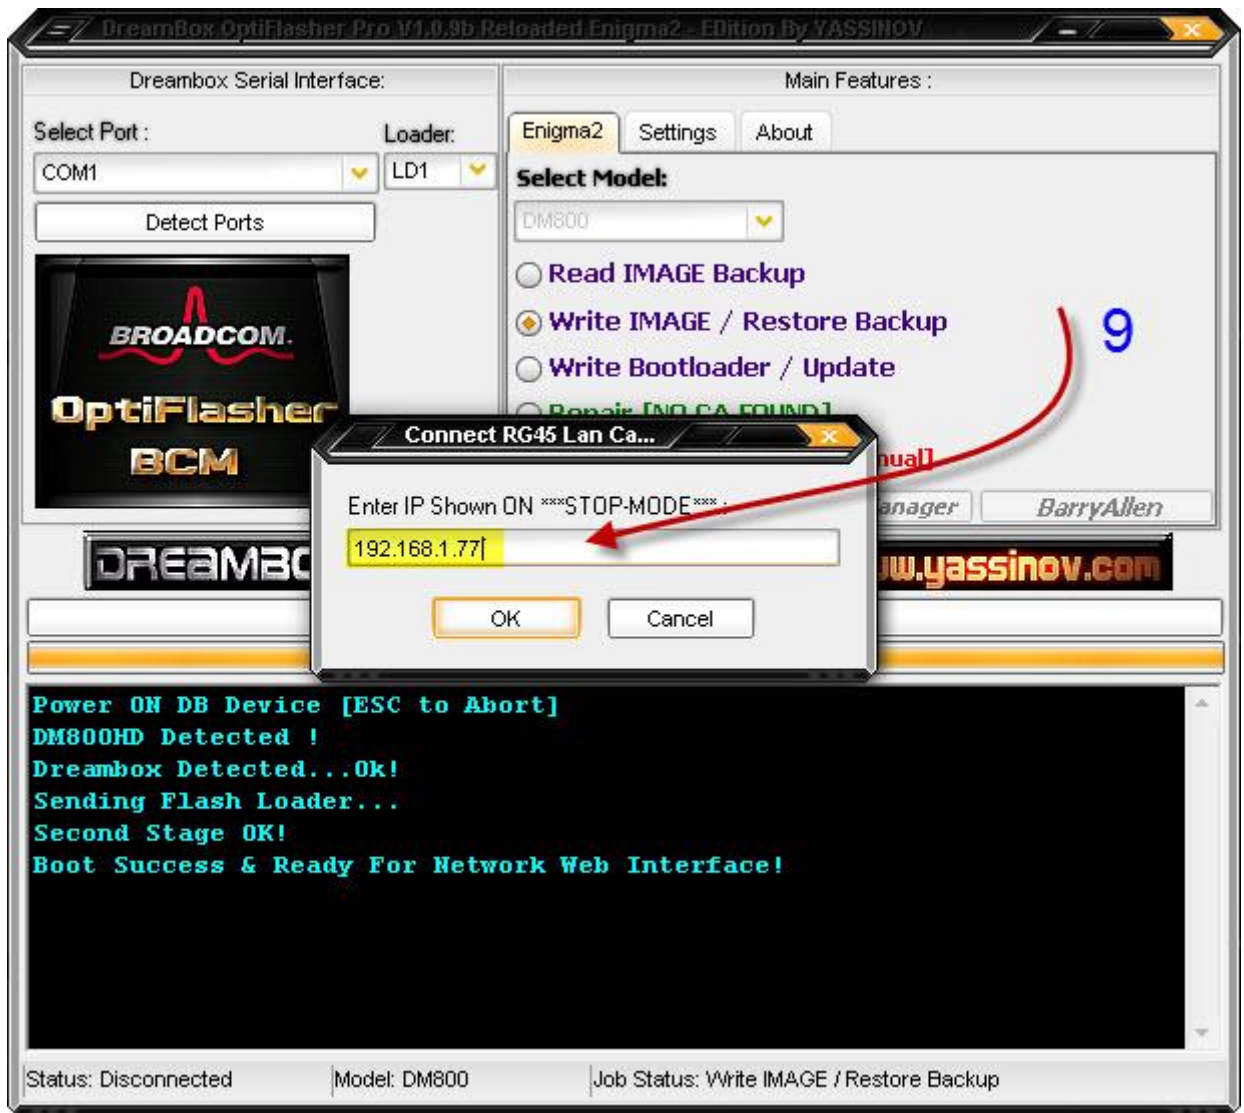 DreamBox OptiFlasher Pro V1.0.9b Reloaded Enigma2 - EDition By YASSINOV
Dreambox Serial Interface:
Main Features :
Select Port :
Loader:
COM1
LD1
Detect Ports
BROADCOM.
OptiFlasher
BCM
Enigma2
Settings
About
Select Model:
DM800
Read IMAGE Backup
Write IMAGE / Restore Backup
Write Bootloader / Update
Repair [NO CA FOUND]
9
Connect RG45 Lan Ca...
Enter IP Shown ON ***STOP-MODE*** :
192.168.1.77
OK
Cancel
BarryAllen
Power ON DB Device [ESC to Abort]
DM800HD Detected !
Dreambox Detected...Ok!
Sending Flash Loader...
Second Stage OK!
Boot Success & Ready For Network Web Interface!
Status: Disconnected
Model: DM800
Job Status: Write IMAGE / Restore Backup